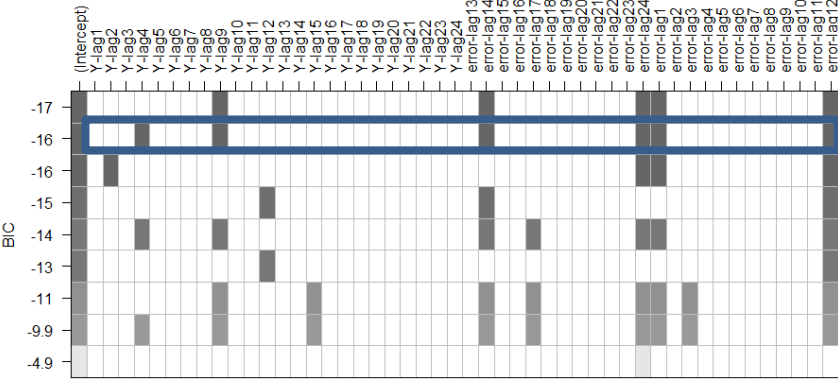 (Intercept)
Y-lag1
Y-lag2
Y-lag3
Y-lag4
Y-lag5
Y-lag6
Y-lag7
Y-lag8
Y-lag9
Y-lag10
Y-lag11
Y-lag12
Y-lag13
Y-lag14
Y-lag15
Y-lag16
Y-lag17
Y-lag18
Y-lag19
Y-lag20
Y-lag21
Y-lag22
Y-lag23
Y-lag24
error-lag13
error-lag14
error-lag15
error-lag16
error-lag17
error-lag18
error-lag19
error-lag20
error-lag21
error-lag22
error-lag23
error-lag24
error-lag1
error-lag2
error-lag3
error-lag4
error-lag5
error-lag6
error-lag7
error-lag8
error-lag9
error-lag10
error-lag11
error-lag12
BIC
-17
-16
-16
-15
-14
-13
-11
-9.9
-4.9